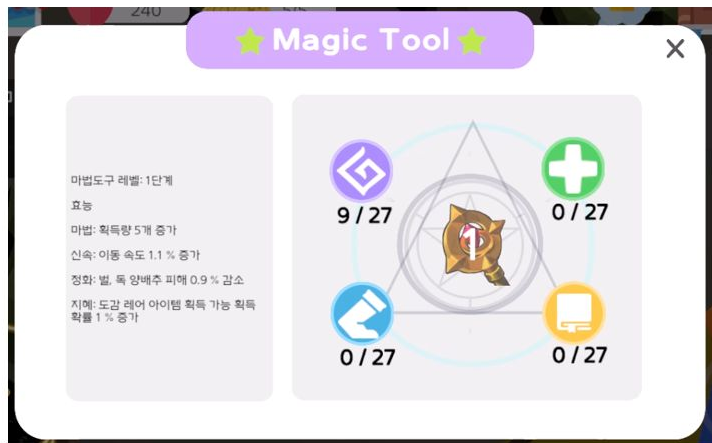 240
515
Magic Tool
마법도구 레벨: 1단계
효능
마법: 획득량 5개 증가
신속: 이동 속도 1.1 % 증가
정화: 벌, 독 양배추 피해 0.9 % 감소
지혜: 도감 레어 아이템 획득 가능 획득
확률 1 % 증가
9 / 27
0 / 27
1
0 / 27
0 / 27